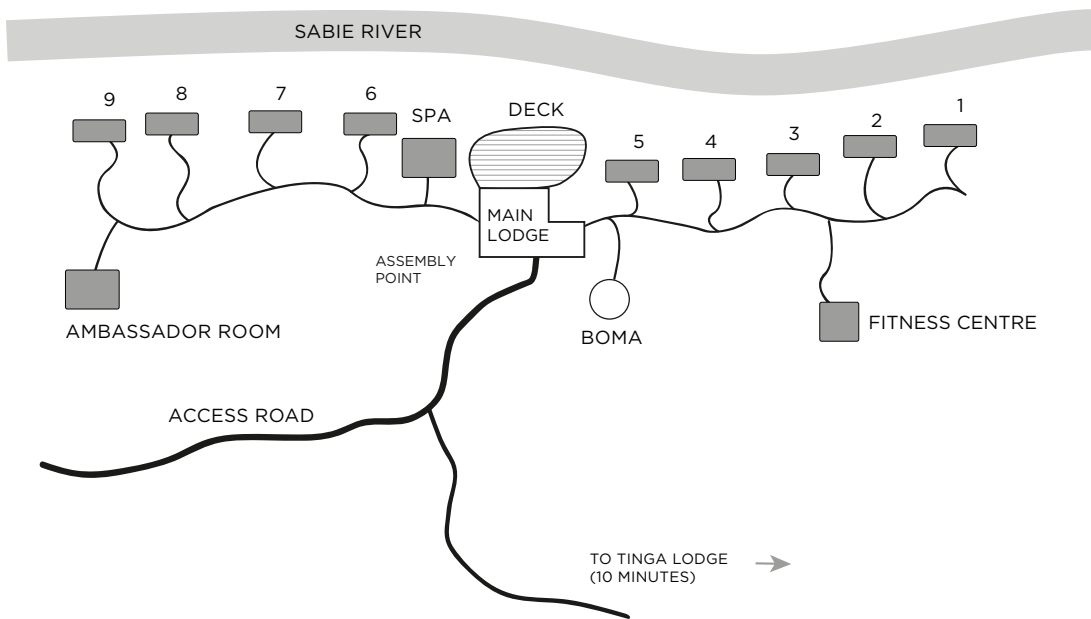 SABIE RIVER
9
8
7
6
SPA
DECK
5
4
3
2
1
MAIN
LODGE
ASSEMBLY
POINT
AMBASSADOR ROOM
BOMA
FITNESS CENTRE
ACCESS ROAD
TO TINGA LODGE
(10 MINUTES)